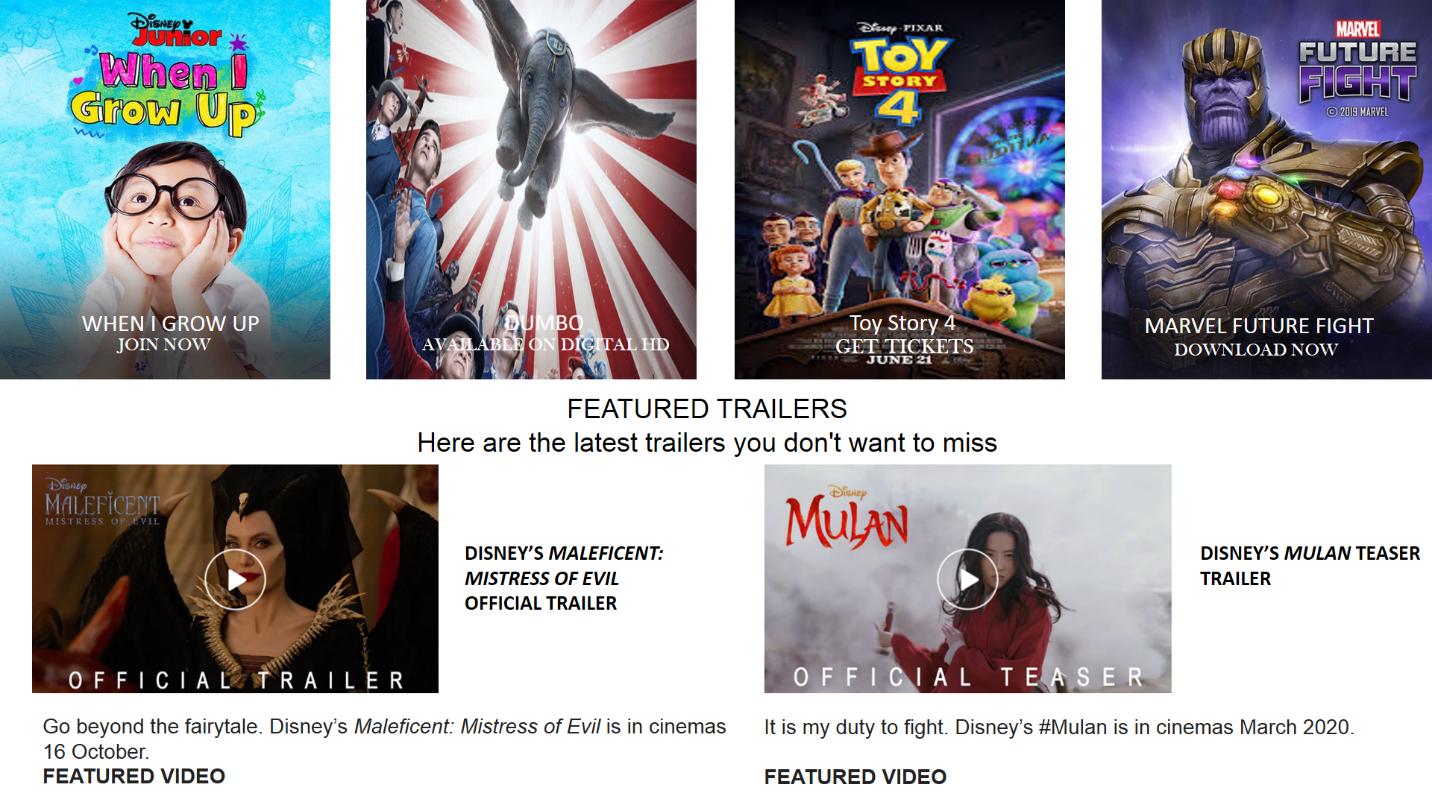 Disney
Junior
When I
Grow Up
WHEN I GROW UP
JOIN NOW
DUMBO
AVAILABLE ON DIGITAL HD
Disney · PIXAR
TOY
STORY
4
Toy Story 4
GET TICKETS
JUNE 21
MARVEL
FUTURE
FIGHT
© 2019 MARVEL
MARVEL FUTURE FIGHT
DOWNLOAD NOW
FEATURED TRAILERS
Here are the latest trailers you don't want to miss
Disney
MALEFICENT
MISTRESS OF EVIL
OFFICIAL TRAILER
DISNEY’S MALEFICENT:
MISTRESS OF EVIL
OFFICIAL TRAILER
Go beyond the fairytale. Disney’s Maleficent: Mistress of Evil is in cinemas
16 October.
FEATURED VIDEO
Disney
MULAN
OFFICIAL TEASER
DISNEY’S MULAN TEASER
TRAILER
It is my duty to fight. Disney’s #Mulan is in cinemas March 2020.
FEATURED VIDEO